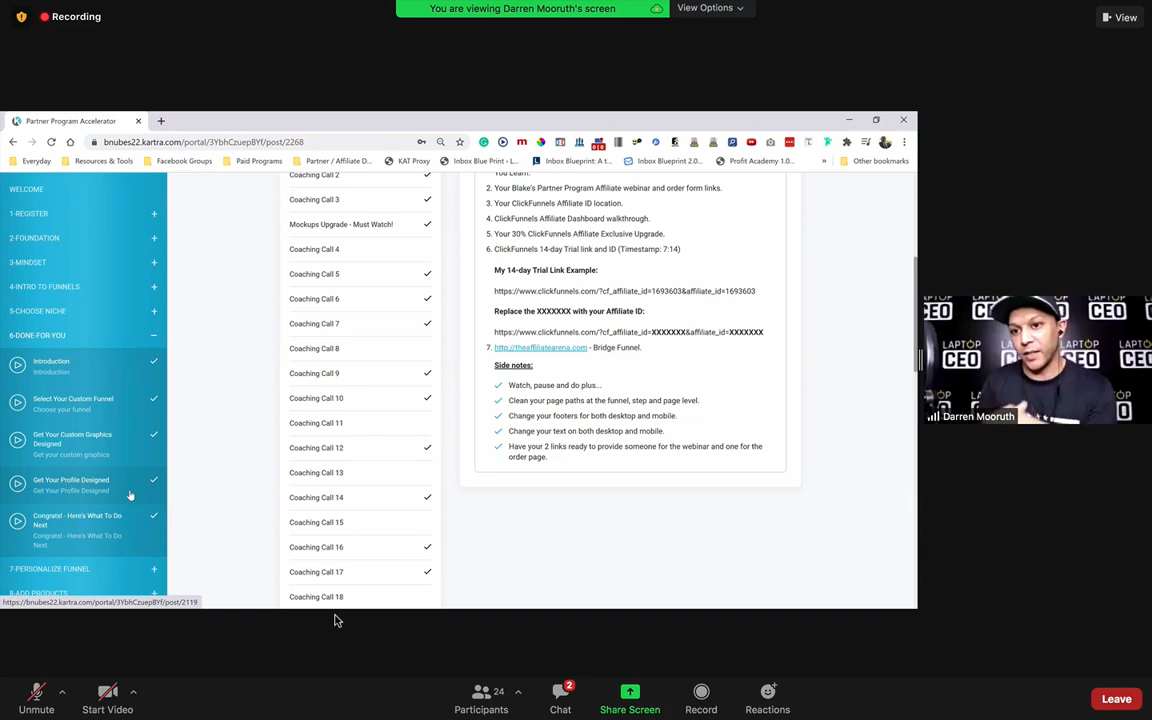 Recording
You are viewing Darren Mooruth's screen
View Options
View
Partner Program Accelerator
bnubes22.kartra.com/portal/3YbhCzuepBYf/post/2268
Everyday
Resources & Tools
Facebook Groups
Paid Programs
Partner / Affiliate D...
KAT Proxy
Inbox Blue Print › L...
Inbox Blueprint: A t...
Inbox Blueprint 2.0...
Profit Academy 1.0...
»
Other bookmarks
WELCOME
1-REGISTER
2-FOUNDATION
3-MINDSET
4-INTRO TO FUNNELS
5-CHOOSE NICHE
6-DONE-FOR-YOU
Introduction
Introduction
Select Your Custom Funnel
Choose your funnel
Get Your Custom Graphics
Designed
Get your custom graphics
Get Your Profile Designed
Get Your Profile Designed
Congrats! - Here's What To Do
Next
Congrats! - Here's What To Do
Next
7-PERSONALIZE FUNNEL
8-ADD PRODUCTS
https://bnubes22.kartra.com/portal/3YbhCzuepBYf/post/2119
Coaching Call 2
Coaching Call 3
Mockups Upgrade - Must Watch!
Coaching Call 4
Coaching Call 5
Coaching Call 6
Coaching Call 7
Coaching Call 8
Coaching Call 9
Coaching Call 10
Coaching Call 11
Coaching Call 12
Coaching Call 13
Coaching Call 14
Coaching Call 15
Coaching Call 16
Coaching Call 17
Coaching Call 18
You Learn.
2. Your Blake's Partner Program Affiliate webinar and order form links.
3. Your ClickFunnels Affiliate ID location.
4. ClickFunnels Affiliate Dashboard walkthrough.
5. Your 30% ClickFunnels Affiliate Exclusive Upgrade.
6. ClickFunnels 14-day Trial link and ID (Timestamp: 7:14)
My 14-day Trial Link Example:
https://www.clickfunnels.com/?cf_affiliate_id=1693603&affiliate_id=1693603
Replace the XXXXXXX with your Affiliate ID:
https://www.clickfunnels.com/?cf_affiliate_id=XXXXXXX&affiliate_id=XXXXXXX
7. http://theaffiliatearena.com - Bridge Funnel.
Side notes:
Watch, pause and do plus...
Clean your page paths at the funnel, step and page level.
Change your footers for both desktop and mobile.
Change your text on both desktop and mobile.
Have your 2 links ready to provide someone for the webinar and one for the
order page.
LAPTOP
CEO
Darren Mooruth
Unmute
Start Video
24
Participants
2
Chat
Share Screen
Record
Reactions
Leave